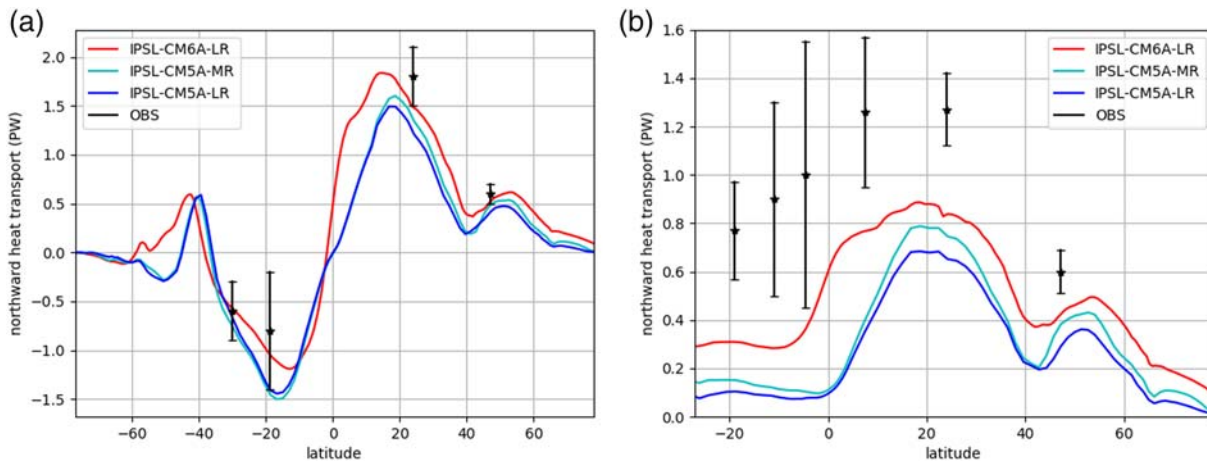 (a)
IPSL-CM6A-LR
IPSL-CM5A-MR
IPSL-CM5A-LR
OBS
northward heat transport (PW)
2.0
1.5
1.0
0.5
0.0
−0.5
−1.0
−1.5
−60 −40 −20 0 20 40 60
latitude
(b)
IPSL-CM6A-LR
IPSL-CM5A-MR
IPSL-CM5A-LR
OBS
northward heat transport (PW)
1.6
1.4
1.2
1.0
0.8
0.6
0.4
0.2
0.0
−20 0 20 40 60
latitude